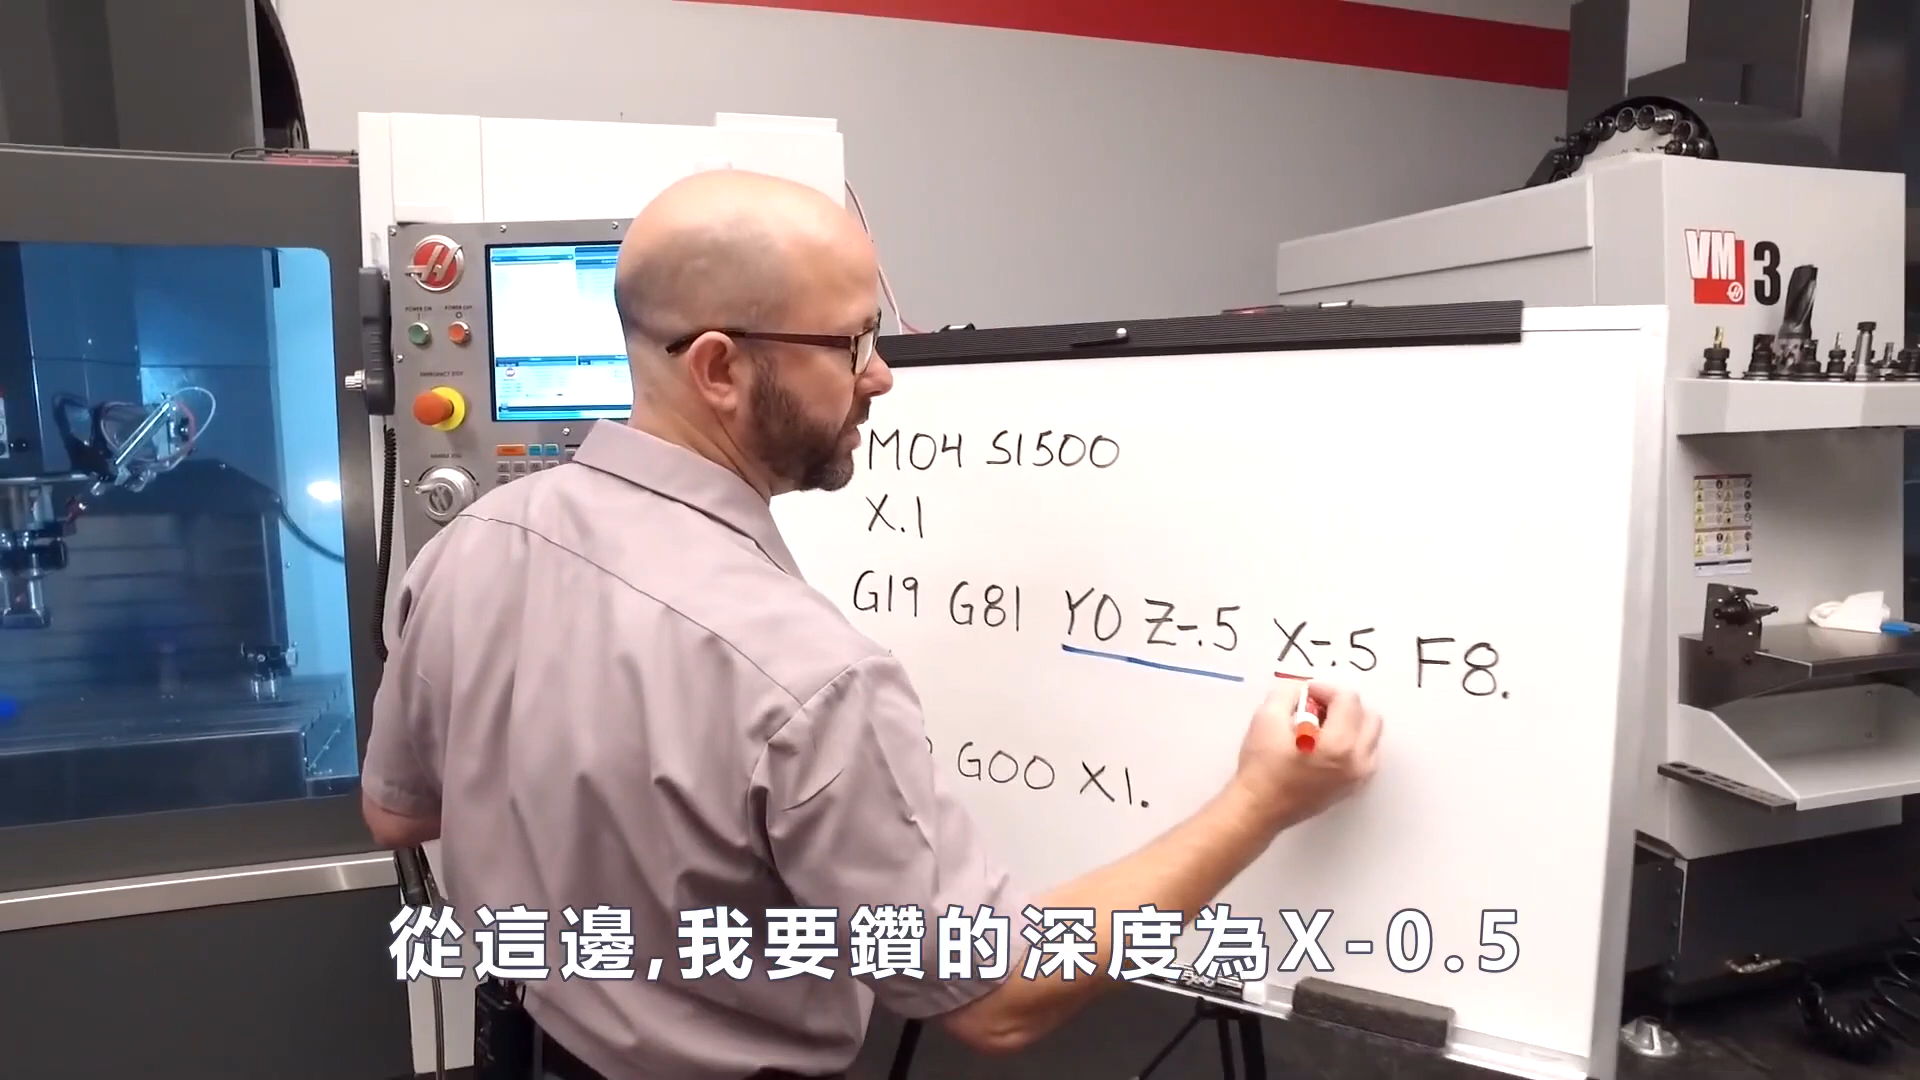 VM 3
POWER ON
POWER OFF
EMERGENCY STOP
M04 S1500
X.1
G19 G81 Y0 Z-.5 X-.5 F8.
G00 X1.
從這邊,我要鑽的深度為X-0.5